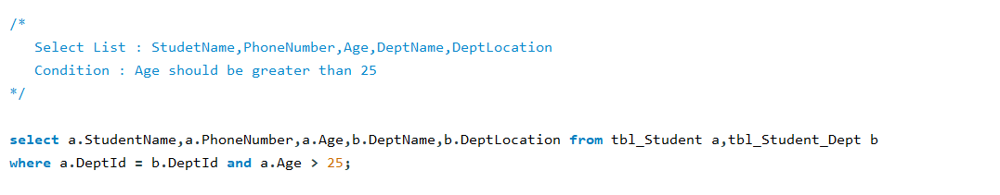 /*
Select List : StudetName,PhoneNumber,Age,DeptName,DeptLocation
Condition : Age should be greater than 25
*/
select a.StudentName,a.PhoneNumber,a.Age,b.DeptName,b.DeptLocation from tbl_Student a,tbl_Student_Dept b
where a.DeptId = b.DeptId and a.Age > 25;